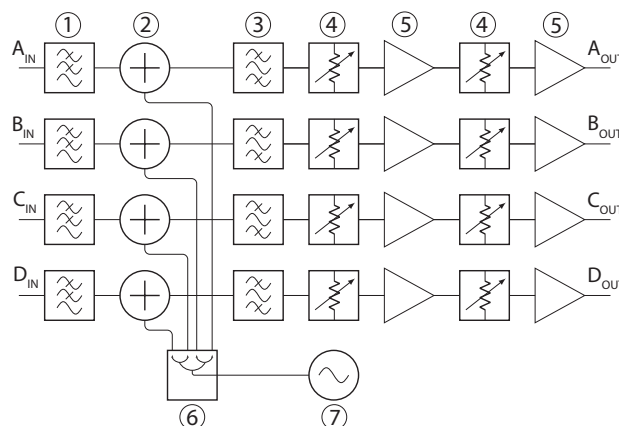 ① ② ③ ④ ⑤ ④ ⑤
A_IN A_OUT
B_IN B_OUT
C_IN C_OUT
D_IN D_OUT
⑥ ⑦